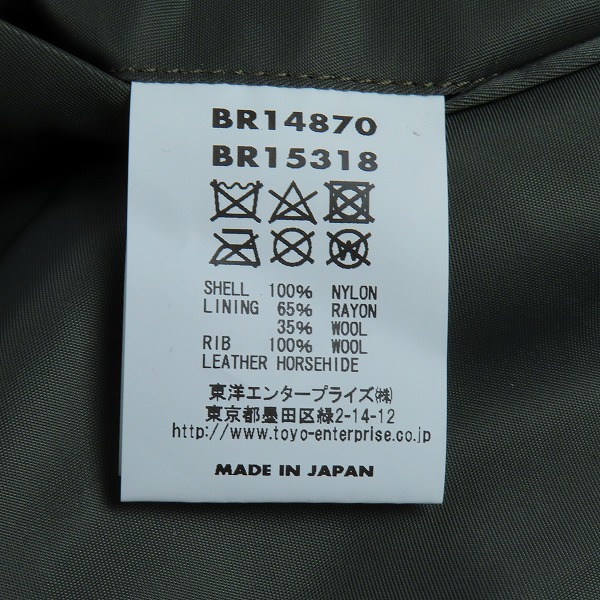 BR14870
BR15318
SHELL 100% NYLON
LINING 65% RAYON
35% WOOL
RIB 100% WOOL
LEATHER HORSEHIDE
東洋エンタープライズ㈱
東京都墨田区緑2-14-12
http://www.toyo-enterprise.co.jp
MADE IN JAPAN